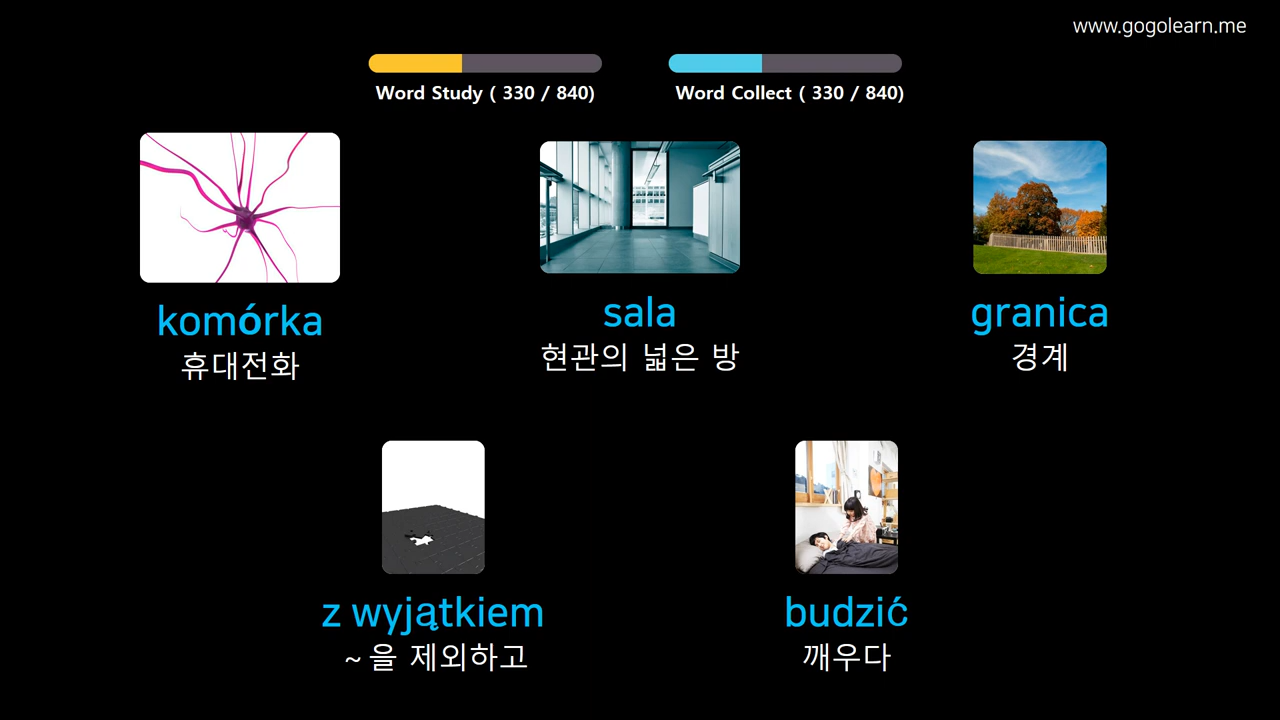 www.gogolearn.me
Word Study ( 330 / 840)
Word Collect ( 330 / 840)
komórka
휴대전화
sala
현관의 넓은 방
granica
경계
z wyjątkiem
~ 을 제외하고
budzić
깨우다